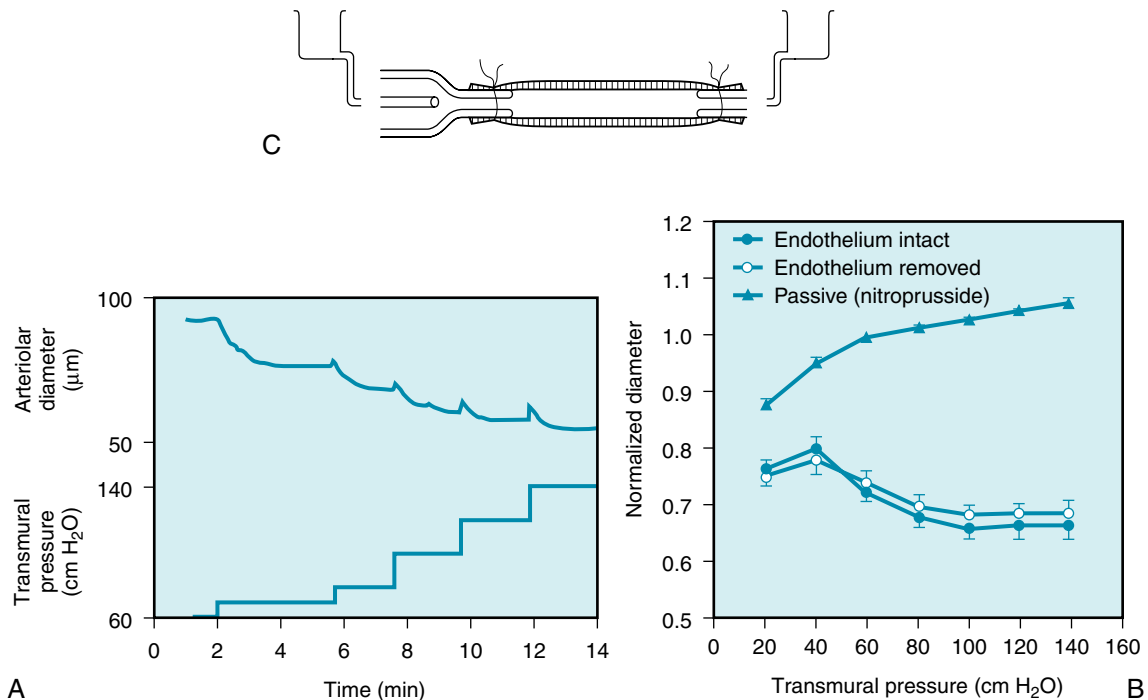 C
100
Arteriolar
diameter
(μm)
50
140
Transmural
pressure
(cm H₂O)
60
0 2 4 6 8 10 12 14
Time (min)
A
1.2
1.1
1.0
0.9
0.8
0.7
0.6
0.5
Normalized diameter
Endothelium intact
Endothelium removed
Passive (nitroprusside)
0 20 40 60 80 100 120 140 160
Transmural pressure (cm H₂O)
B